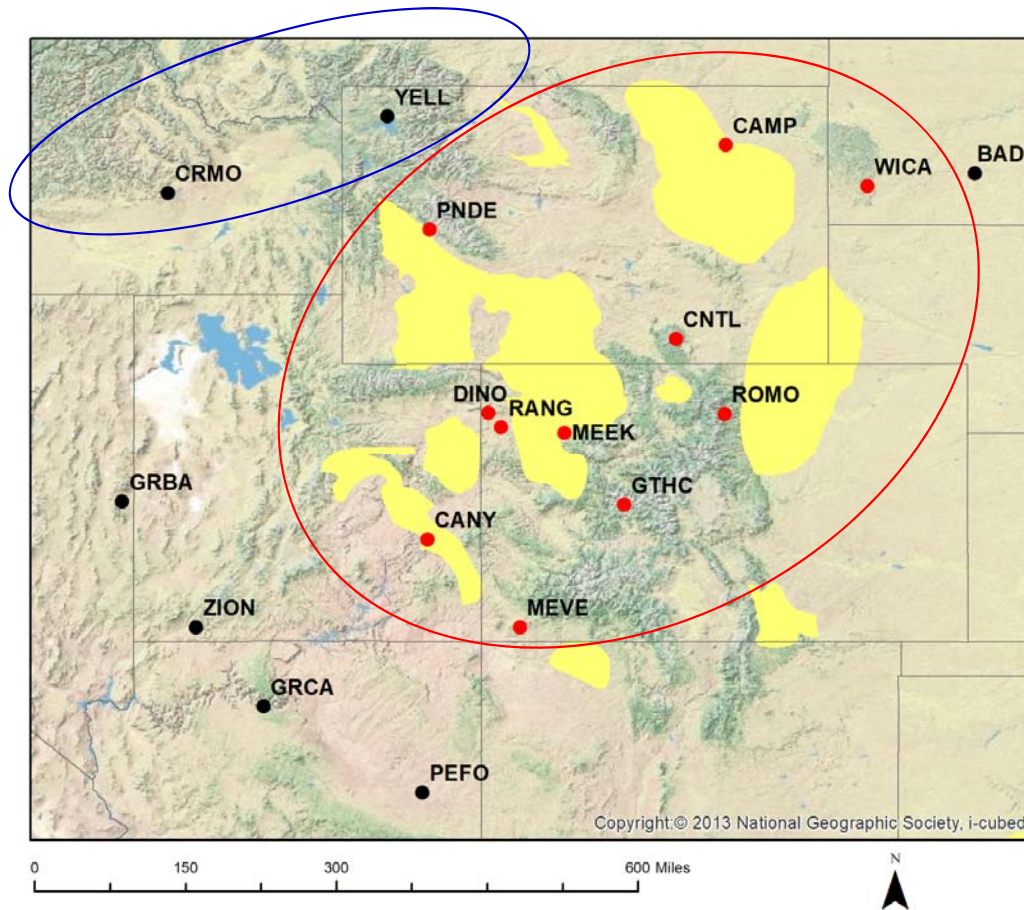 YELL
CAMP
CRMO
WICA
BAD
PNDE
CNTL
DINO
RANG
ROMO
MEEK
GRBA
GTHC
CANY
ZION
MEVE
GRCA
PEFO
Copyright:© 2013 National Geographic Society, i-cubed
0 150 300 600 Miles
N